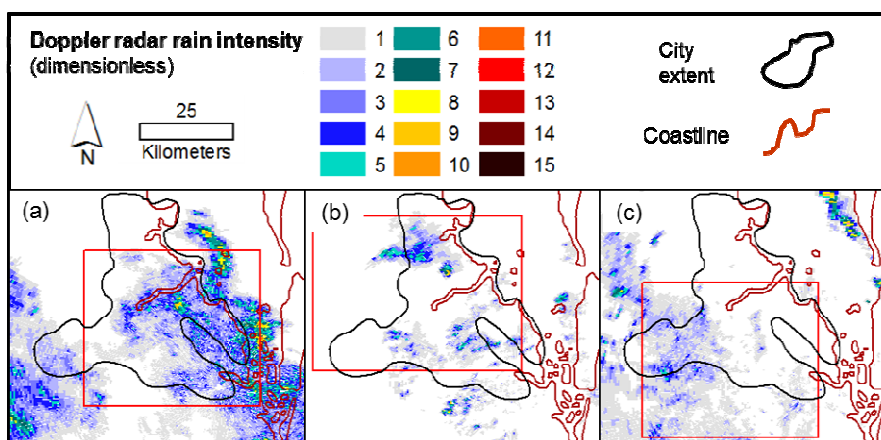 Doppler radar rain intensity
(dimensionless)
25
Kilometers
N
1
2
3
4
5
6
7
8
9
10
11
12
13
14
15
City
extent
Coastline
(a)
(b)
(c)